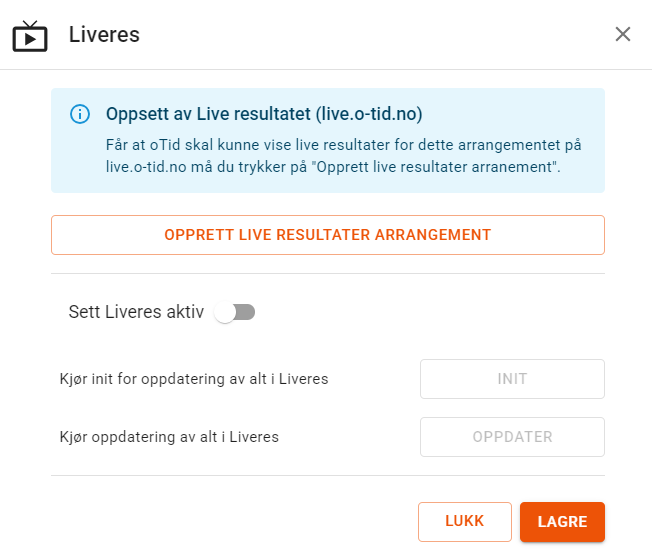 Liveres
Oppsett av Live resultatet (live.o-tid.no)
Får at oTid skal kunne vise live resultater for dette arrangementet på
live.o-tid.no må du trykker på "Opprett live resultater arranement".
OPPRETT LIVE RESULTATER ARRANGEMENT
Sett Liveres aktiv
Kjør init for oppdatering av alt i Liveres
INIT
Kjør oppdatering av alt i Liveres
OPPDATER
LUKK
LAGRE